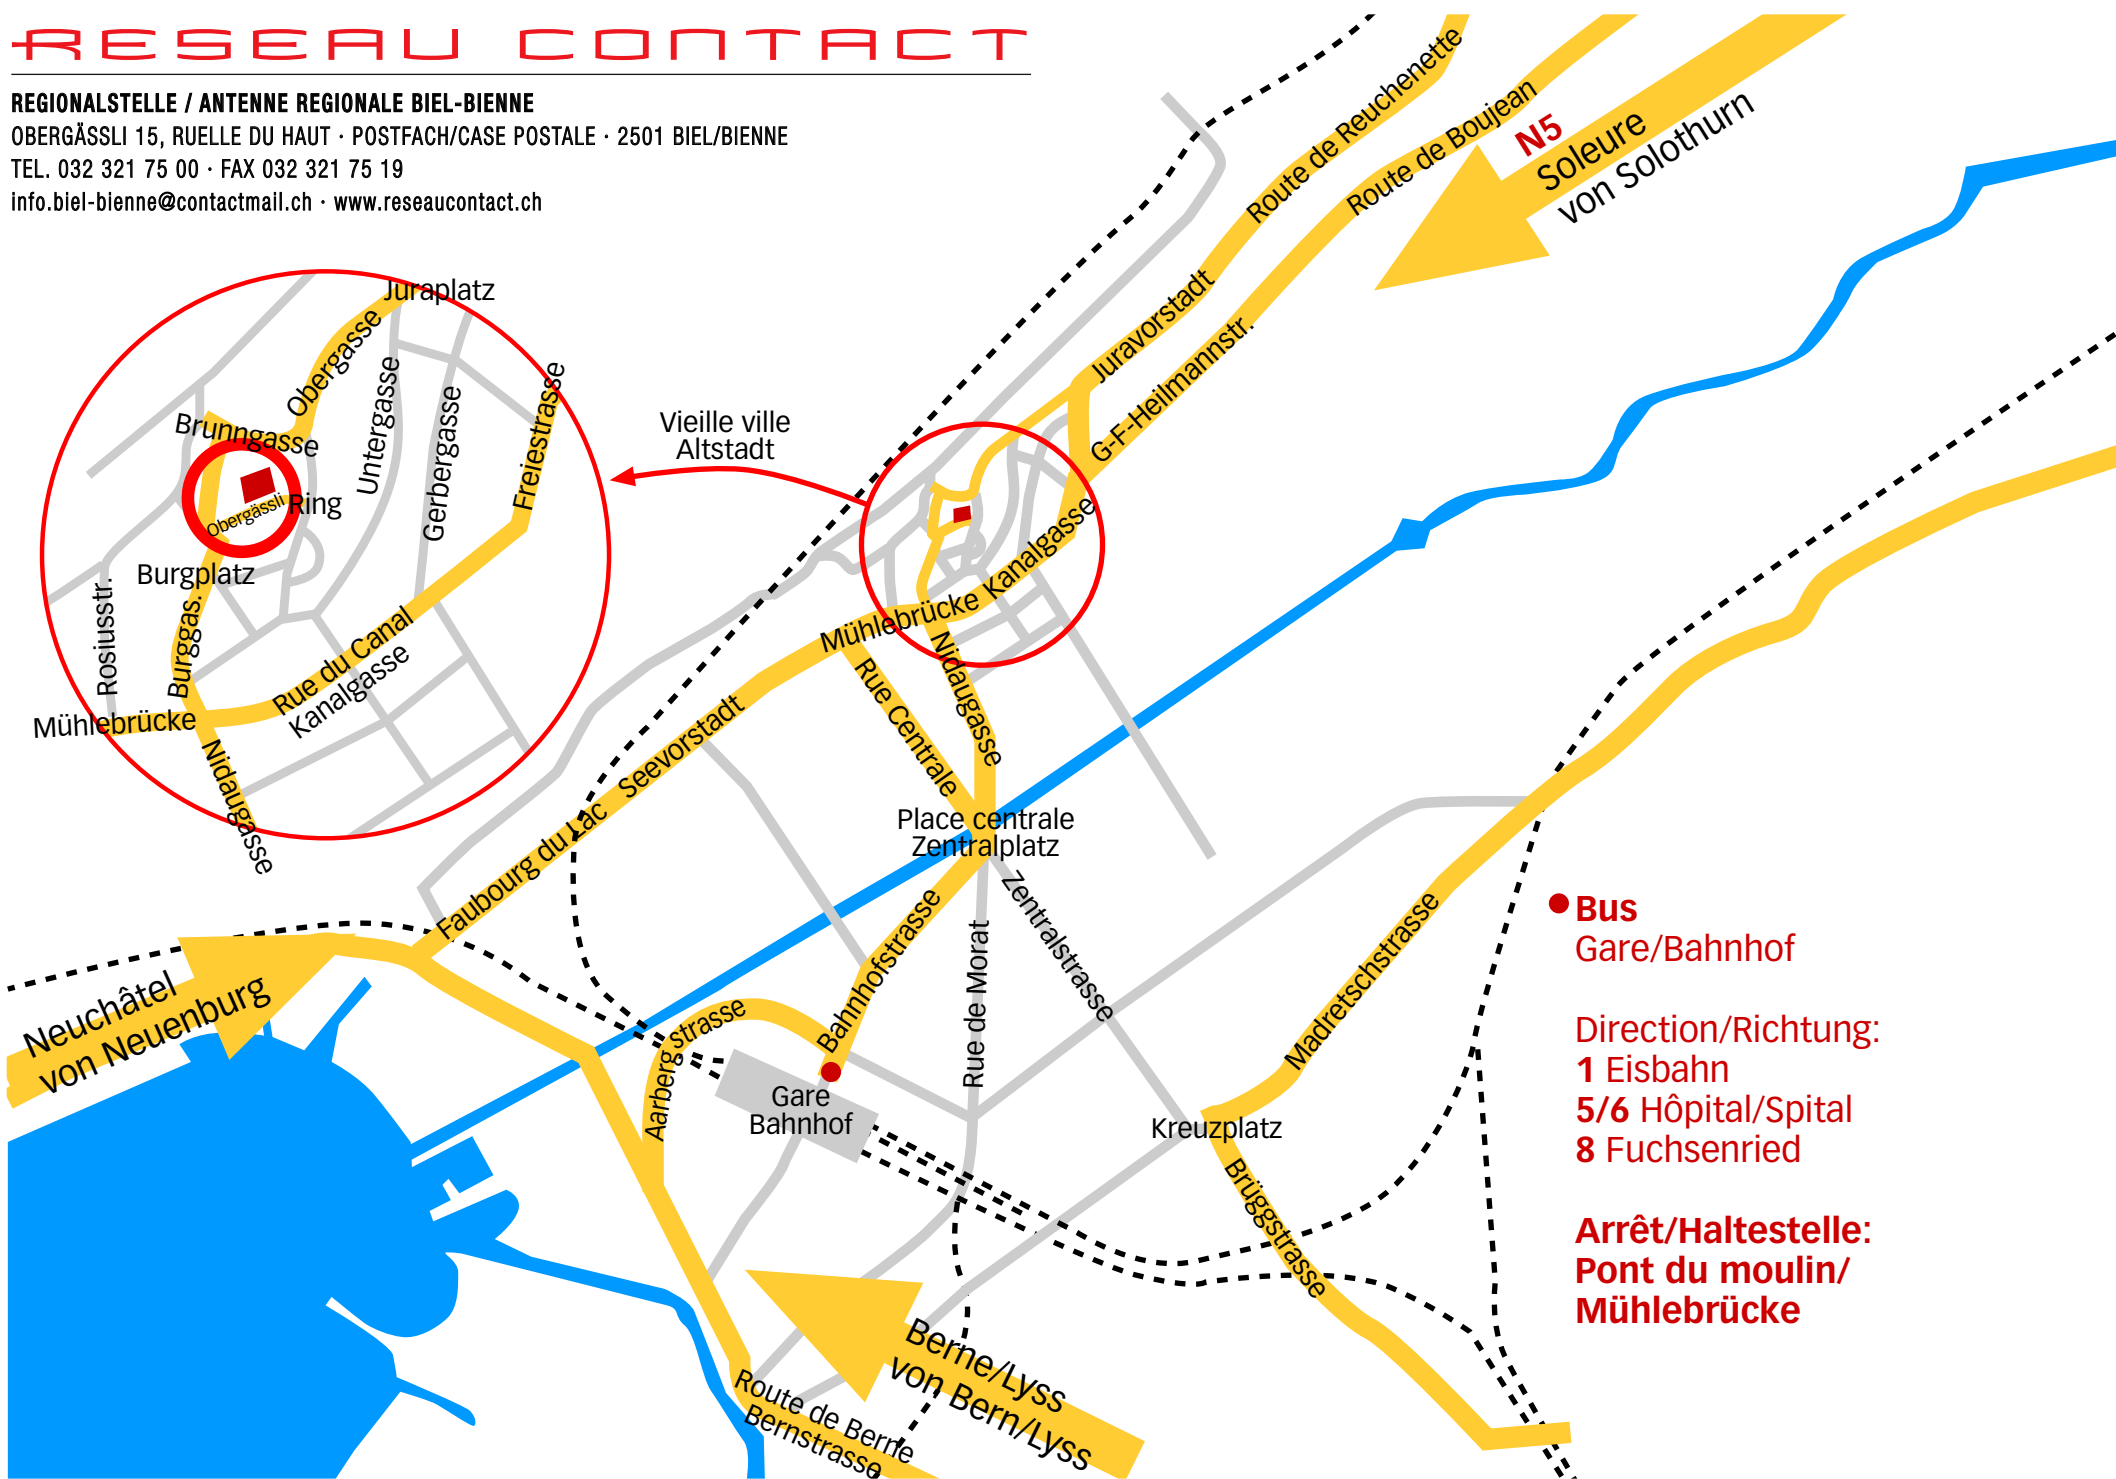 RESEAU CONTACT
REGIONALSTELLE / ANTENNE REGIONALE BIEL-BIENNE
OBERGÄSSLI 15, RUELLE DU HAUT · POSTFACH/CASE POSTALE · 2501 BIEL/BIENNE
TEL. 032 321 75 00 · FAX 032 321 75 19
info.biel-bienne@contactmail.ch · www.reseaucontact.ch
Juraplatz
Obergasse
Untergasse
Gerbergasse
Freiestrasse
Brunngasse
Obergässli
Ring
Burgplatz
Rosiusstr.
Burggas.
Rue du Canal
Kanalgasse
Mühlebrücke
Nidaugasse
Vieille ville
Altstadt
Route de Reuchenette
Route de Boujean
N5
Soleure
von Solothurn
Juravorstadt
G-F-Heilmannstr.
Kanalgasse
Mühlebrücke
Nidaugasse
Rue Centrale
Seevorstadt
Faubourg du Lac
Place centrale
Zentralplatz
Zentralstrasse
Rue de Morat
Bahnhofstrasse
Aarbergstrasse
Gare
Bahnhof
Neuchâtel
von Neuenburg
Madretschstrasse
Kreuzplatz
Brüggstrasse
Berne/Lyss
von Bern/Lyss
Route de Berne
Bernstrasse
Bus
Gare/Bahnhof
Direction/Richtung:
1 Eisbahn
5/6 Hôpital/Spital
8 Fuchsenried
Arrêt/Haltestelle:
Pont du moulin/
Mühlebrücke